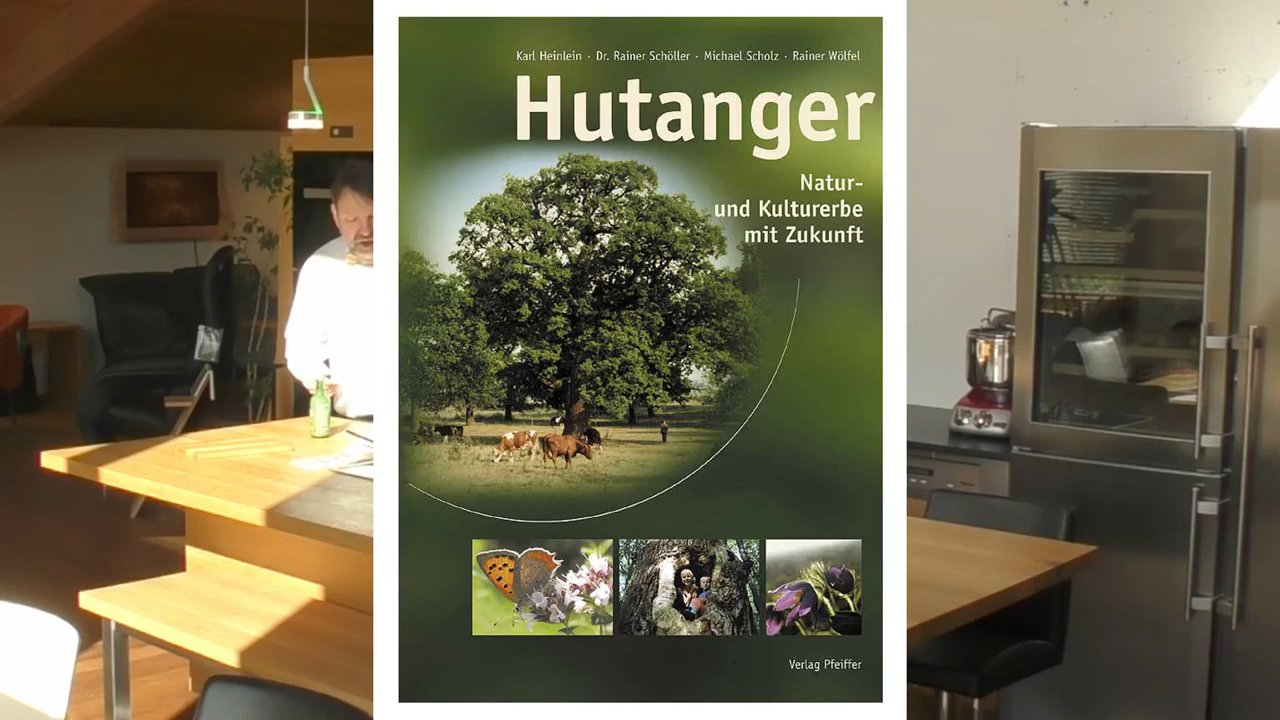 Karl Heinlein · Dr. Rainer Schöller · Michael Scholz · Rainer Wölfel
Hutanger
Natur-
und Kulturerbe
mit Zukunft
Verlag Pfeiffer